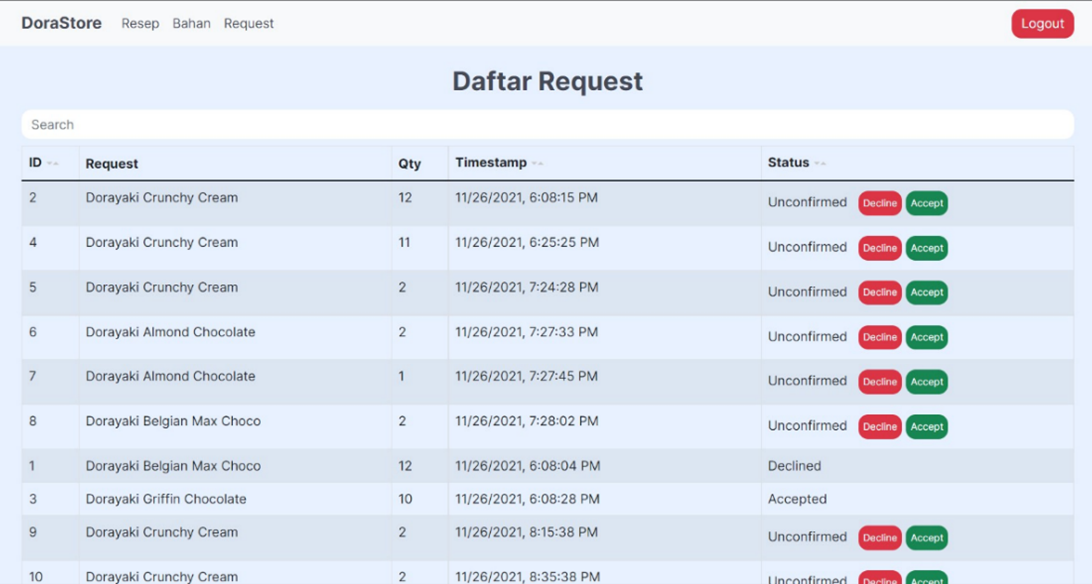 DoraStore Resep Bahan Request Logout
Daftar Request
Search
ID Request Qty Timestamp Status
2 Dorayaki Crunchy Cream 12 11/26/2021, 6:08:15 PM Unconfirmed Decline Accept
4 Dorayaki Crunchy Cream 11 11/26/2021, 6:25:25 PM Unconfirmed Decline Accept
5 Dorayaki Crunchy Cream 2 11/26/2021, 7:24:28 PM Unconfirmed Decline Accept
6 Dorayaki Almond Chocolate 2 11/26/2021, 7:27:33 PM Unconfirmed Decline Accept
7 Dorayaki Almond Chocolate 1 11/26/2021, 7:27:45 PM Unconfirmed Decline Accept
8 Dorayaki Belgian Max Choco 2 11/26/2021, 7:28:02 PM Unconfirmed Decline Accept
1 Dorayaki Belgian Max Choco 12 11/26/2021, 6:08:04 PM Declined
3 Dorayaki Griffin Chocolate 10 11/26/2021, 6:08:28 PM Accepted
9 Dorayaki Crunchy Cream 2 11/26/2021, 8:15:38 PM Unconfirmed Decline Accept
10 Dorayaki Crunchy Cream 2 11/26/2021, 8:35:38 PM Unconfirmed Decline Accept